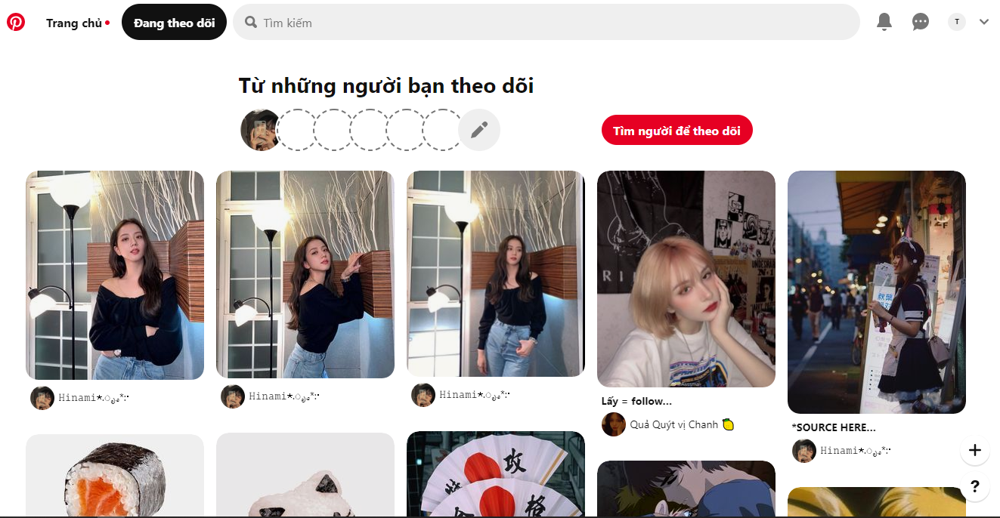 Trang chủ
Đang theo dõi
Tìm kiếm
T
Từ những người bạn theo dõi
Tìm người để theo dõi
Hinami
Hinami
Hinami
Lấy = follow...
Quả Quýt vị Chanh 🍋
*SOURCE HERE...
Hinami
攻
格
+
?